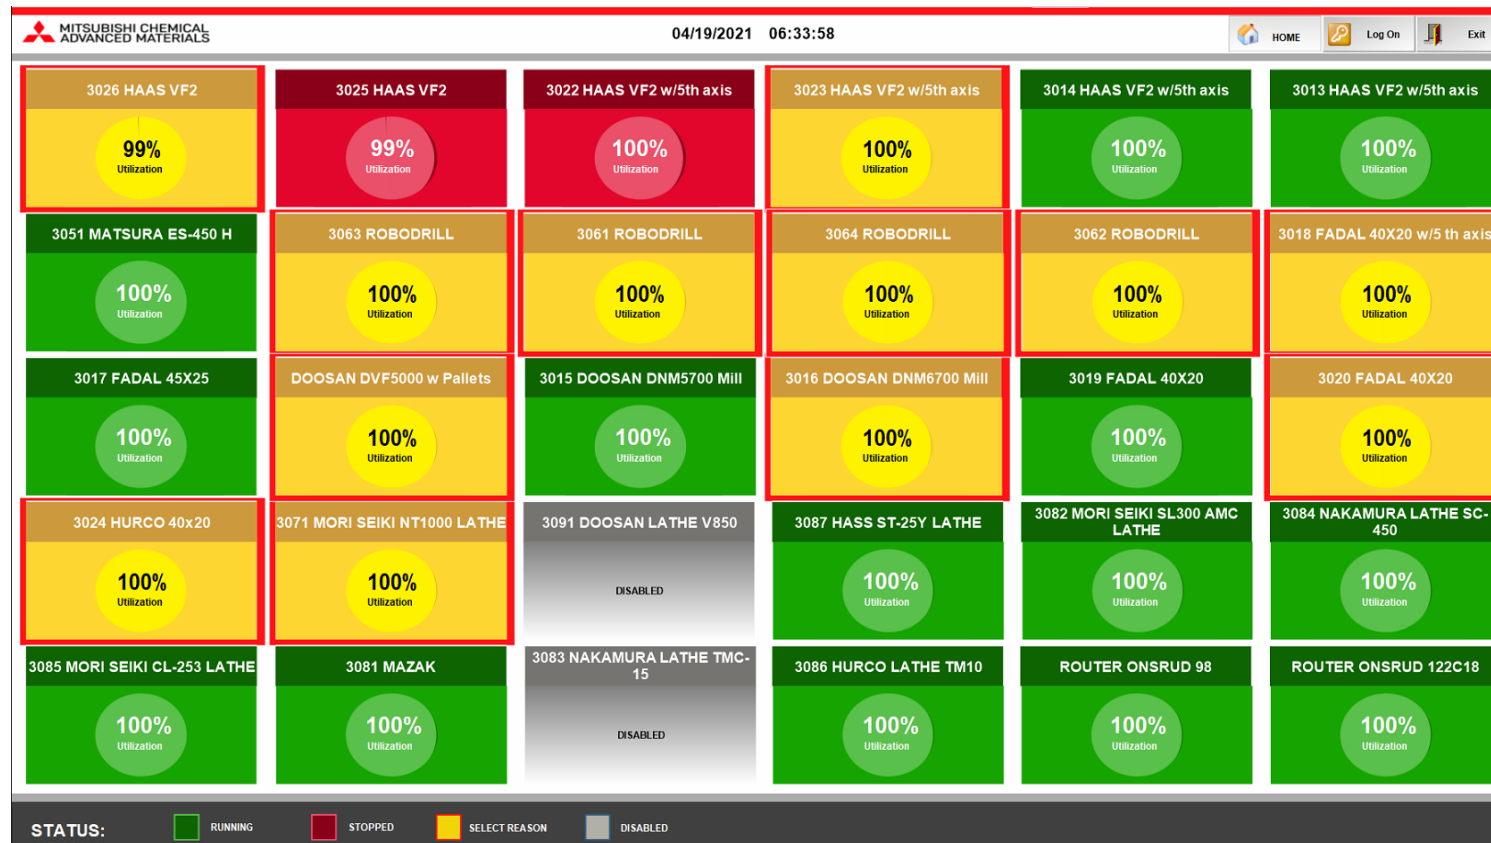 MITSUBISHI CHEMICAL
ADVANCED MATERIALS
04/19/2021 06:33:58
HOME
Log On
Exit
3026 HAAS VF2
99%
Utilization
3025 HAAS VF2
99%
Utilization
3022 HAAS VF2 w/5th axis
100%
Utilization
3023 HAAS VF2 w/5th axis
100%
Utilization
3014 HAAS VF2 w/5th axis
100%
Utilization
3013 HAAS VF2 w/5th axis
100%
Utilization
3051 MATSURA ES-450 H
100%
Utilization
3063 ROBODRILL
100%
Utilization
3061 ROBODRILL
100%
Utilization
3064 ROBODRILL
100%
Utilization
3062 ROBODRILL
100%
Utilization
3018 FADAL 40X20 w/5 th axis
100%
Utilization
3017 FADAL 45X25
100%
Utilization
DOOSAN DVF5000 w Pallets
100%
Utilization
3015 DOOSAN DNM5700 Mill
100%
Utilization
3016 DOOSAN DNM6700 Mill
100%
Utilization
3019 FADAL 40X20
100%
Utilization
3020 FADAL 40X20
100%
Utilization
3024 HURCO 40x20
100%
Utilization
3071 MORI SEIKI NT1000 LATHE
100%
Utilization
3091 DOOSAN LATHE V850
DISABLED
3087 HASS ST-25Y LATHE
100%
Utilization
3082 MORI SEIKI SL300 AMC
LATHE
100%
Utilization
3084 NAKAMURA LATHE SC-
450
100%
Utilization
3085 MORI SEIKI CL-253 LATHE
100%
Utilization
3081 MAZAK
100%
Utilization
3083 NAKAMURA LATHE TMC-
15
DISABLED
3086 HURCO LATHE TM10
100%
Utilization
ROUTER ONSRUD 98
100%
Utilization
ROUTER ONSRUD 122C18
100%
Utilization
STATUS:
RUNNING
STOPPED
SELECT REASON
DISABLED